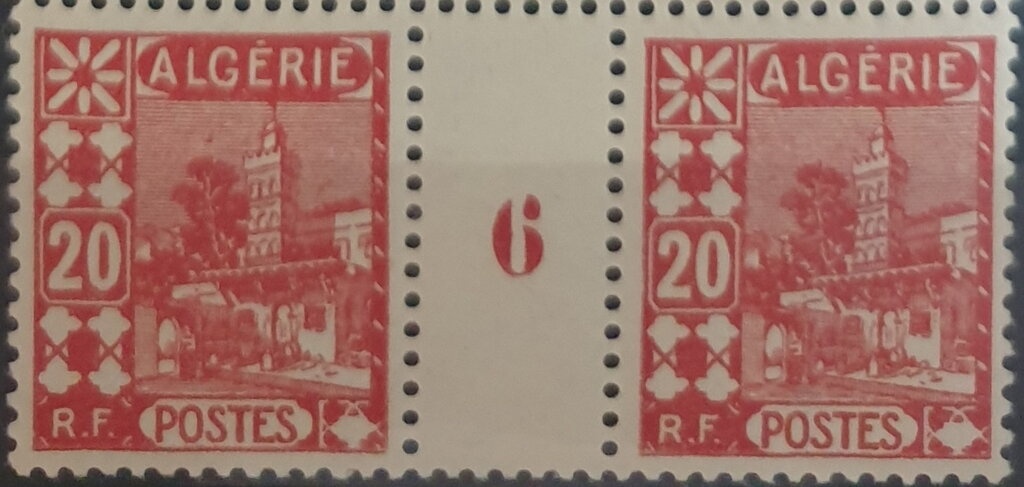 ALGÉRIE
20
R.F. POSTES
6
ALGÉRIE
20
R.F. POSTES